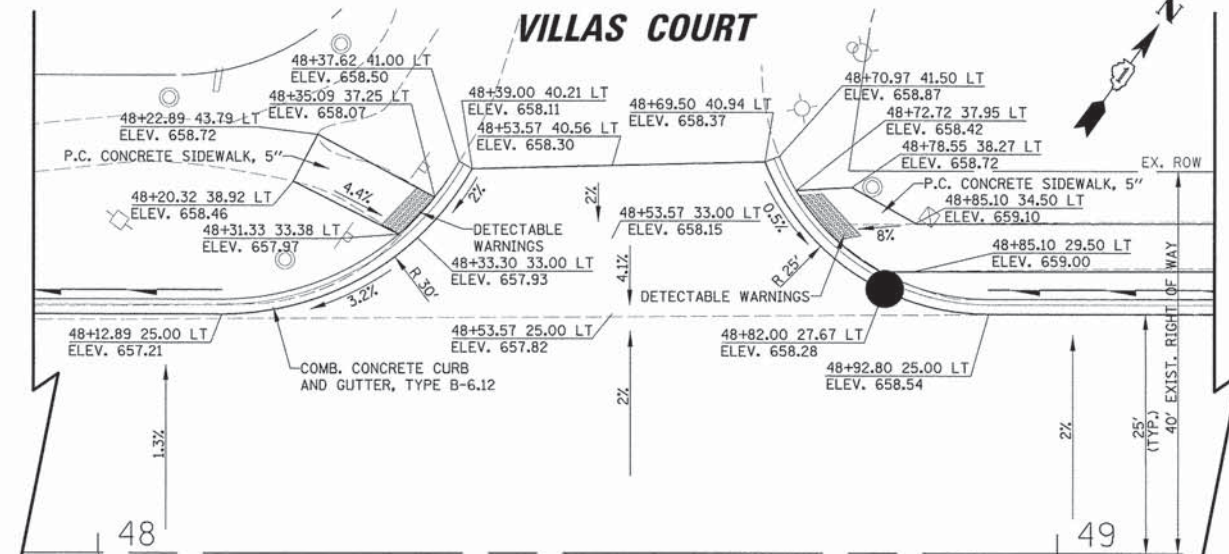 VILLAS COURT
N
48+37.62 41.00 LT
ELEV. 658.50
48+35.09 37.25 LT
ELEV. 658.07
48+22.89 43.79 LT
ELEV. 658.72
P.C. CONCRETE SIDEWALK, 5"
4.4%
48+20.32 38.92 LT
ELEV. 658.46
48+31.33 33.38 LT
ELEV. 657.97
48+39.00 40.21 LT
ELEV. 658.11
48+53.57 40.56 LT
ELEV. 658.30
2%
DETECTABLE
WARNINGS
48+33.30 33.00 LT
ELEV. 657.93
R 30'
3.2%
48+12.89 25.00 LT
ELEV. 657.21
COMB. CONCRETE CURB
AND GUTTER, TYPE B-6.12
1.3%
48+69.50 40.94 LT
ELEV. 658.37
2%
48+53.57 33.00 LT
ELEV. 658.15
4.1%
48+53.57 25.00 LT
ELEV. 657.82
2%
48+70.97 41.50 LT
ELEV. 658.87
48+72.72 37.95 LT
ELEV. 658.42
48+78.55 38.27 LT
ELEV. 658.72
P.C. CONCRETE SIDEWALK, 5"
48+85.10 34.50 LT
ELEV. 659.10
0.5%
8%
R 25'
48+85.10 29.50 LT
ELEV. 659.00
DETECTABLE WARNINGS
48+82.00 27.67 LT
ELEV. 658.28
48+92.80 25.00 LT
ELEV. 658.54
EX. ROW
2%
25'
(TYP.)
40' EXIST. RIGHT OF WAY
48
49